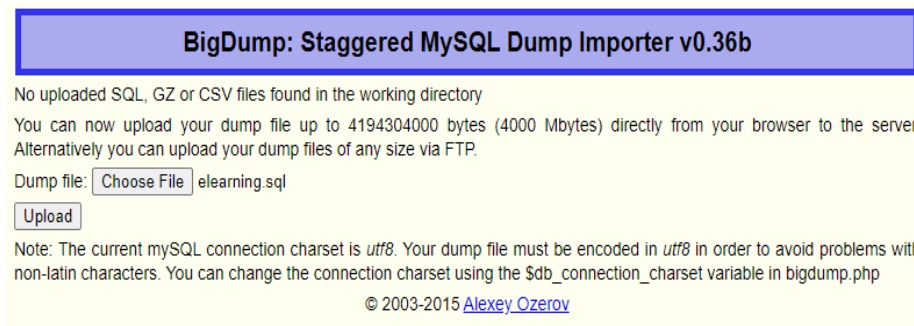 BigDump: Staggered MySQL Dump Importer v0.36b
No uploaded SQL, GZ or CSV files found in the working directory
You can now upload your dump file up to 4194304000 bytes (4000 Mbytes) directly from your browser to the server
Alternatively you can upload your dump files of any size via FTP.
Dump file: Choose File elearning.sql
Upload
Note: The current mySQL connection charset is utf8. Your dump file must be encoded in utf8 in order to avoid problems with
non-latin characters. You can change the connection charset using the $db_connection_charset variable in bigdump.php
© 2003-2015 Alexey Ozerov